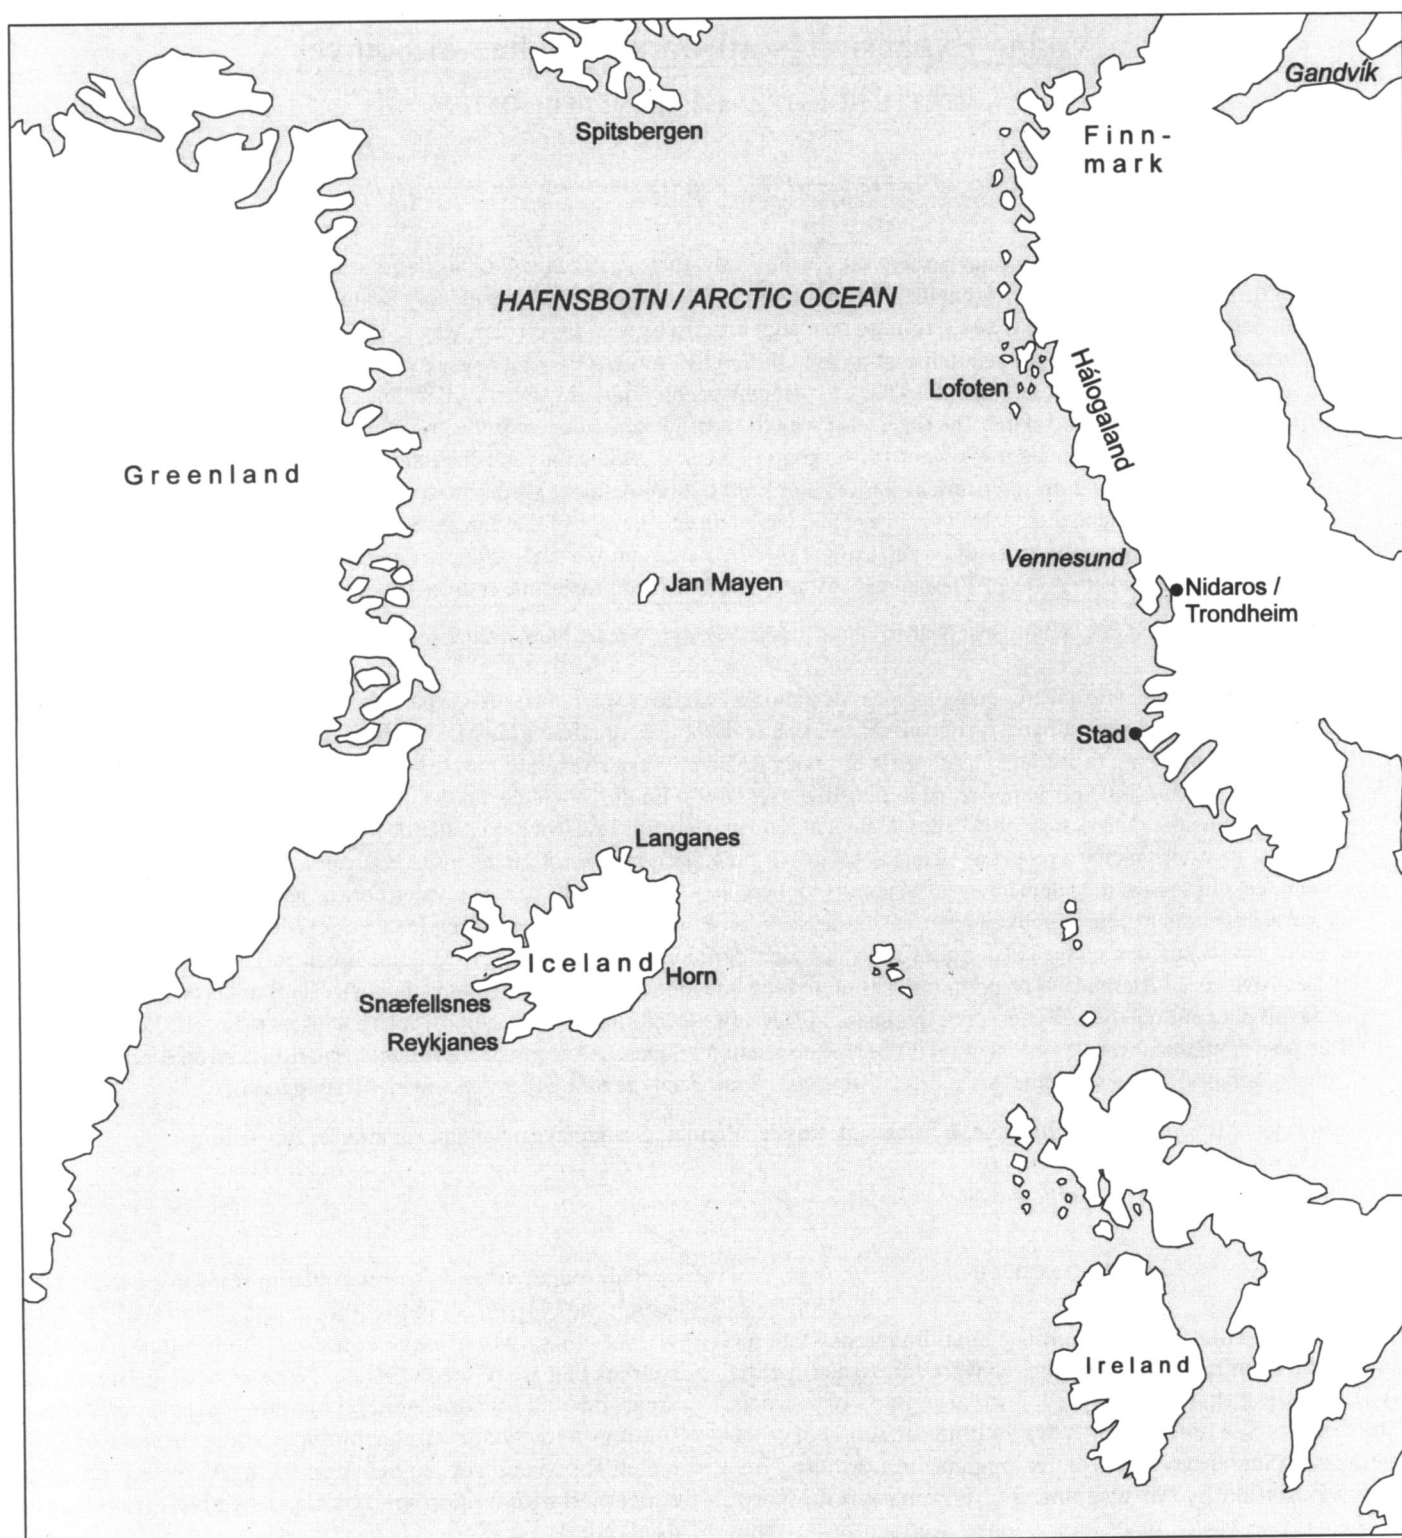 Gandvík
Spitsbergen
Finn-
mark
HAFNSBOTN / ARCTIC OCEAN
Hálogaland
Lofoten
Greenland
Vennesund
Jan Mayen
Nidaros /
Trondheim
Stad
Langanes
Iceland
Horn
Snæfellsnes
Reykjanes
Ireland